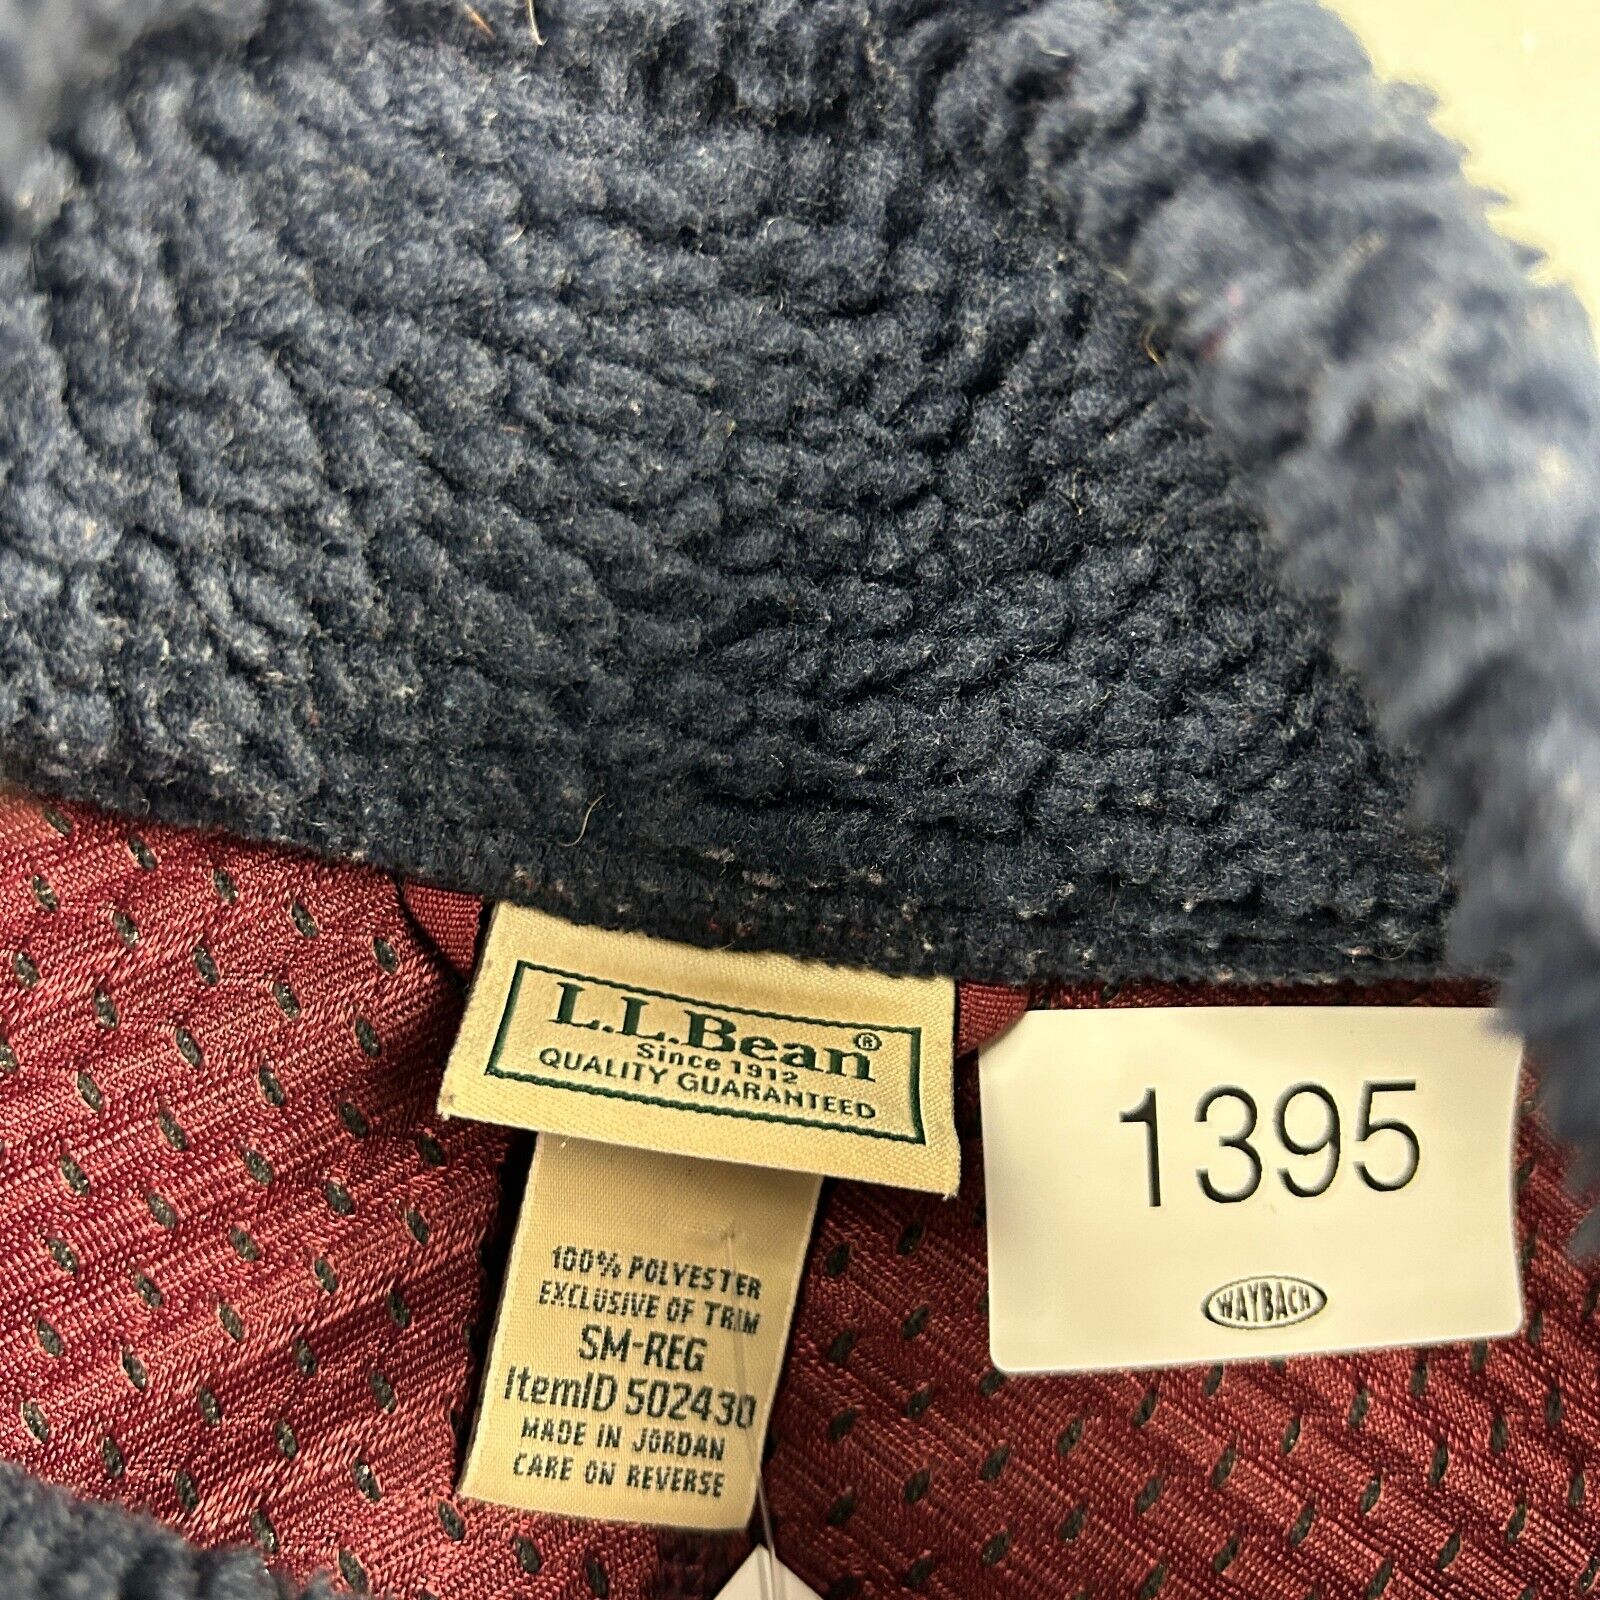 L.L.Bean®
Since 1912
QUALITY GUARANTEED
100% POLYESTER
EXCLUSIVE OF TRIM
SM-REG
ItemID 502430
MADE IN JORDAN
CARE ON REVERSE
1395
WAYBACH